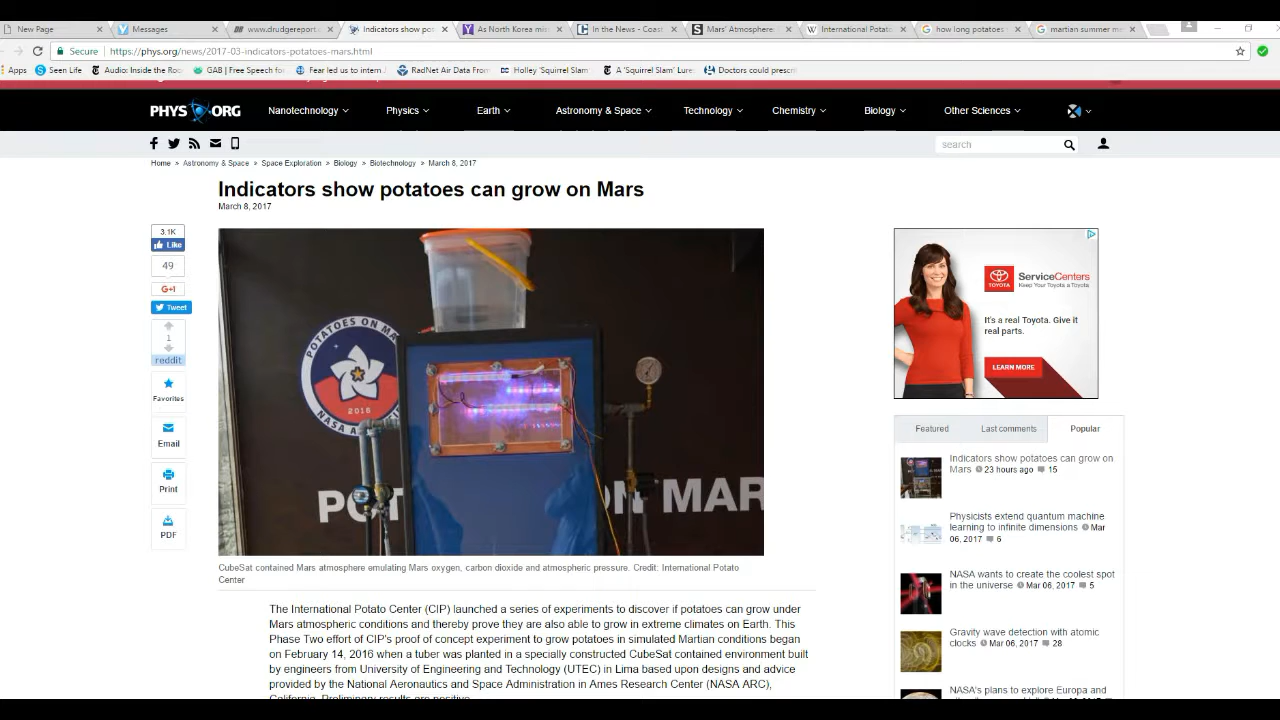 New Page
Messages
www.drudgereport.c
Indicators show pot
As North Korea mis
In the News - Coast
Mars' Atmosphere:
International Potato
how long potatoes
martian summer m
Secure
https://phys.org/news/2017-03-indicators-potatoes-mars.html
Apps
Seen Life
Audio: Inside the Roc
GAB | Free Speech fo
Fear led us to intern J
RadNet Air Data From
Holley 'Squirrel Slam
A 'Squirrel Slam' Lure
Doctors could prescri
PHYS ORG
Nanotechnology
Physics
Earth
Astronomy & Space
Technology
Chemistry
Biology
Other Sciences
search
Home » Astronomy & Space » Space Exploration » Biology » Biotechnology » March 8, 2017
Indicators show potatoes can grow on Mars
March 8, 2017
3.1K
Like
49
G+1
Tweet
1
reddit
Favorites
Email
Print
PDF
POTATOES ON MA
2016
NASA A
POT
ON MAR
CubeSat contained Mars atmosphere emulating Mars oxygen, carbon dioxide and atmospheric pressure. Credit: International Potato
Center
The International Potato Center (CIP) launched a series of experiments to discover if potatoes can grow under
Mars atmospheric conditions and thereby prove they are also able to grow in extreme climates on Earth. This
Phase Two effort of CIP's proof of concept experiment to grow potatoes in simulated Martian conditions began
on February 14, 2016 when a tuber was planted in a specially constructed CubeSat contained environment built
by engineers from University of Engineering and Technology (UTEC) in Lima based upon designs and advice
provided by the National Aeronautics and Space Administration in Ames Research Center (NASA ARC),
California. Preliminary results are positive.
TOYOTA
ServiceCenters
Keep Your Toyota a Toyota
It's a real Toyota. Give it
real parts.
LEARN MORE
Featured
Last comments
Popular
Indicators show potatoes can grow on
Mars 23 hours ago 15
Physicists extend quantum machine
learning to infinite dimensions Mar
06, 2017 6
NASA wants to create the coolest spot
in the universe Mar 06, 2017 5
Gravity wave detection with atomic
clocks Mar 06, 2017 28
NASA's plans to explore Europa and